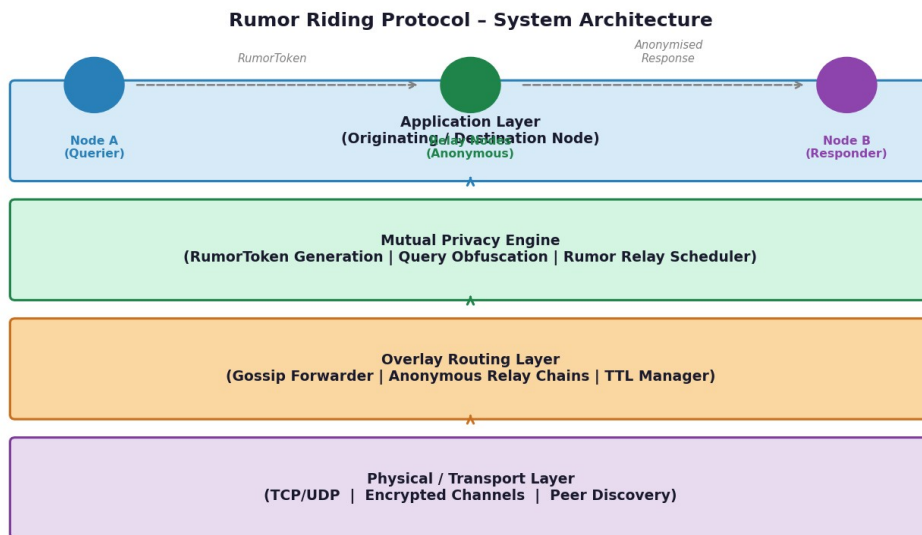 Rumor Riding Protocol – System Architecture
RumorToken
Anonymised
Response
Application Layer
(Originating / Destination Node)
Node A
(Querier)
Relay Nodes
(Anonymous)
Node B
(Responder)
Mutual Privacy Engine
(RumorToken Generation | Query Obfuscation | Rumor Relay Scheduler)
Overlay Routing Layer
(Gossip Forwarder | Anonymous Relay Chains | TTL Manager)
Physical / Transport Layer
(TCP/UDP | Encrypted Channels | Peer Discovery)